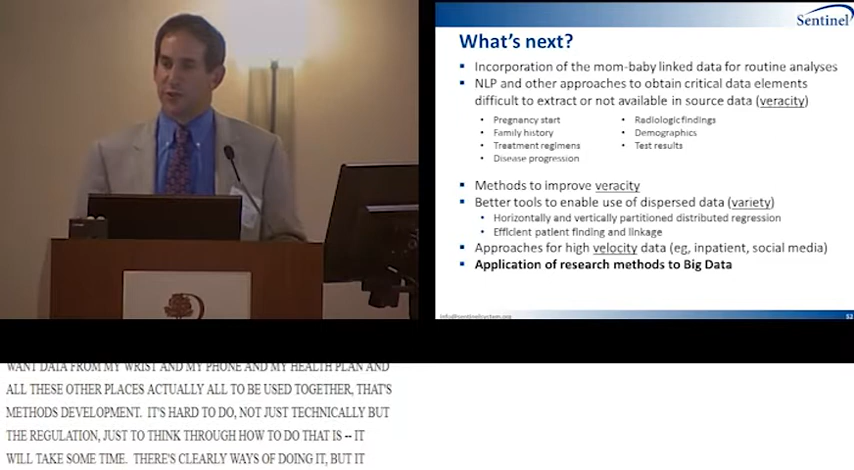 Sentinel
What's next?
▪ Incorporation of the mom-baby linked data for routine analyses
▪ NLP and other approaches to obtain critical data elements
difficult to extract or not available in source data (veracity)
• Pregnancy start
• Family history
• Treatment regimens
• Disease progression
• Radiologic findings
• Demographics
• Test results
▪ Methods to improve veracity
▪ Better tools to enable use of dispersed data (variety)
• Horizontally and vertically partitioned distributed regression
• Efficient patient finding and linkage
▪ Approaches for high velocity data (eg, inpatient, social media)
▪ Application of research methods to Big Data
info@sentinelsystem.org
52
D
WANT DATA FROM MY WRIST AND MY PHONE AND MY HEALTH PLAN AND
ALL THESE OTHER PLACES ACTUALLY ALL TO BE USED TOGETHER, THAT'S
METHODS DEVELOPMENT.  IT'S HARD TO DO, NOT JUST TECHNICALLY BUT
THE REGULATION, JUST TO THINK THROUGH HOW TO DO THAT IS -- IT
WILL TAKE SOME TIME.  THERE'S CLEARLY WAYS OF DOING IT, BUT IT